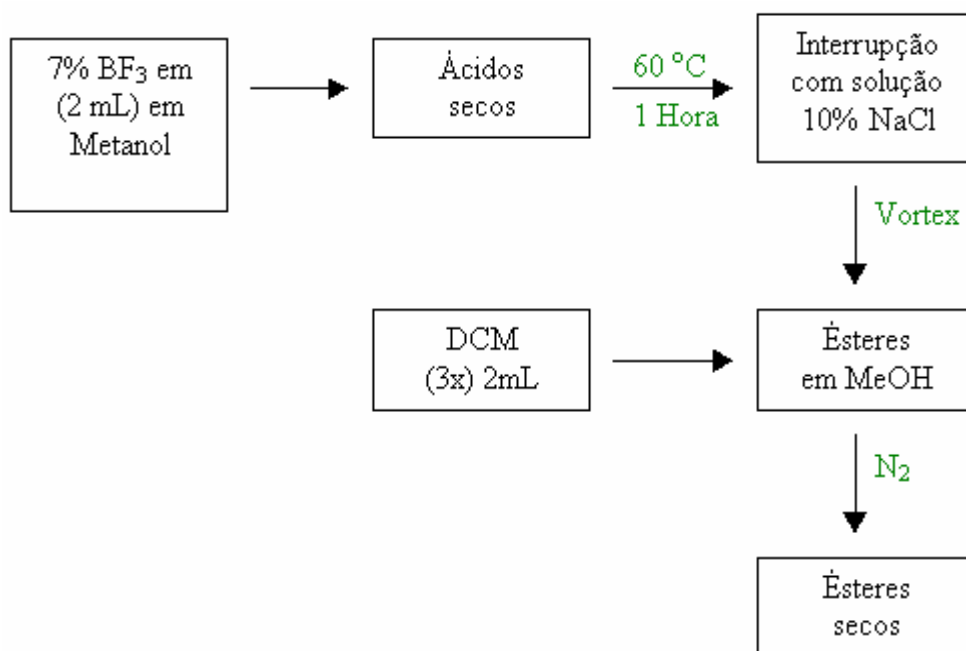 7% BF₃ em
(2 mL) em
Metanol
Ácidos
secos
60 °C
1 Hora
Interrupção
com solução
10% NaCl
Vortex
DCM
(3x) 2mL
Ésteres
em MeOH
N₂
Ésteres
secos